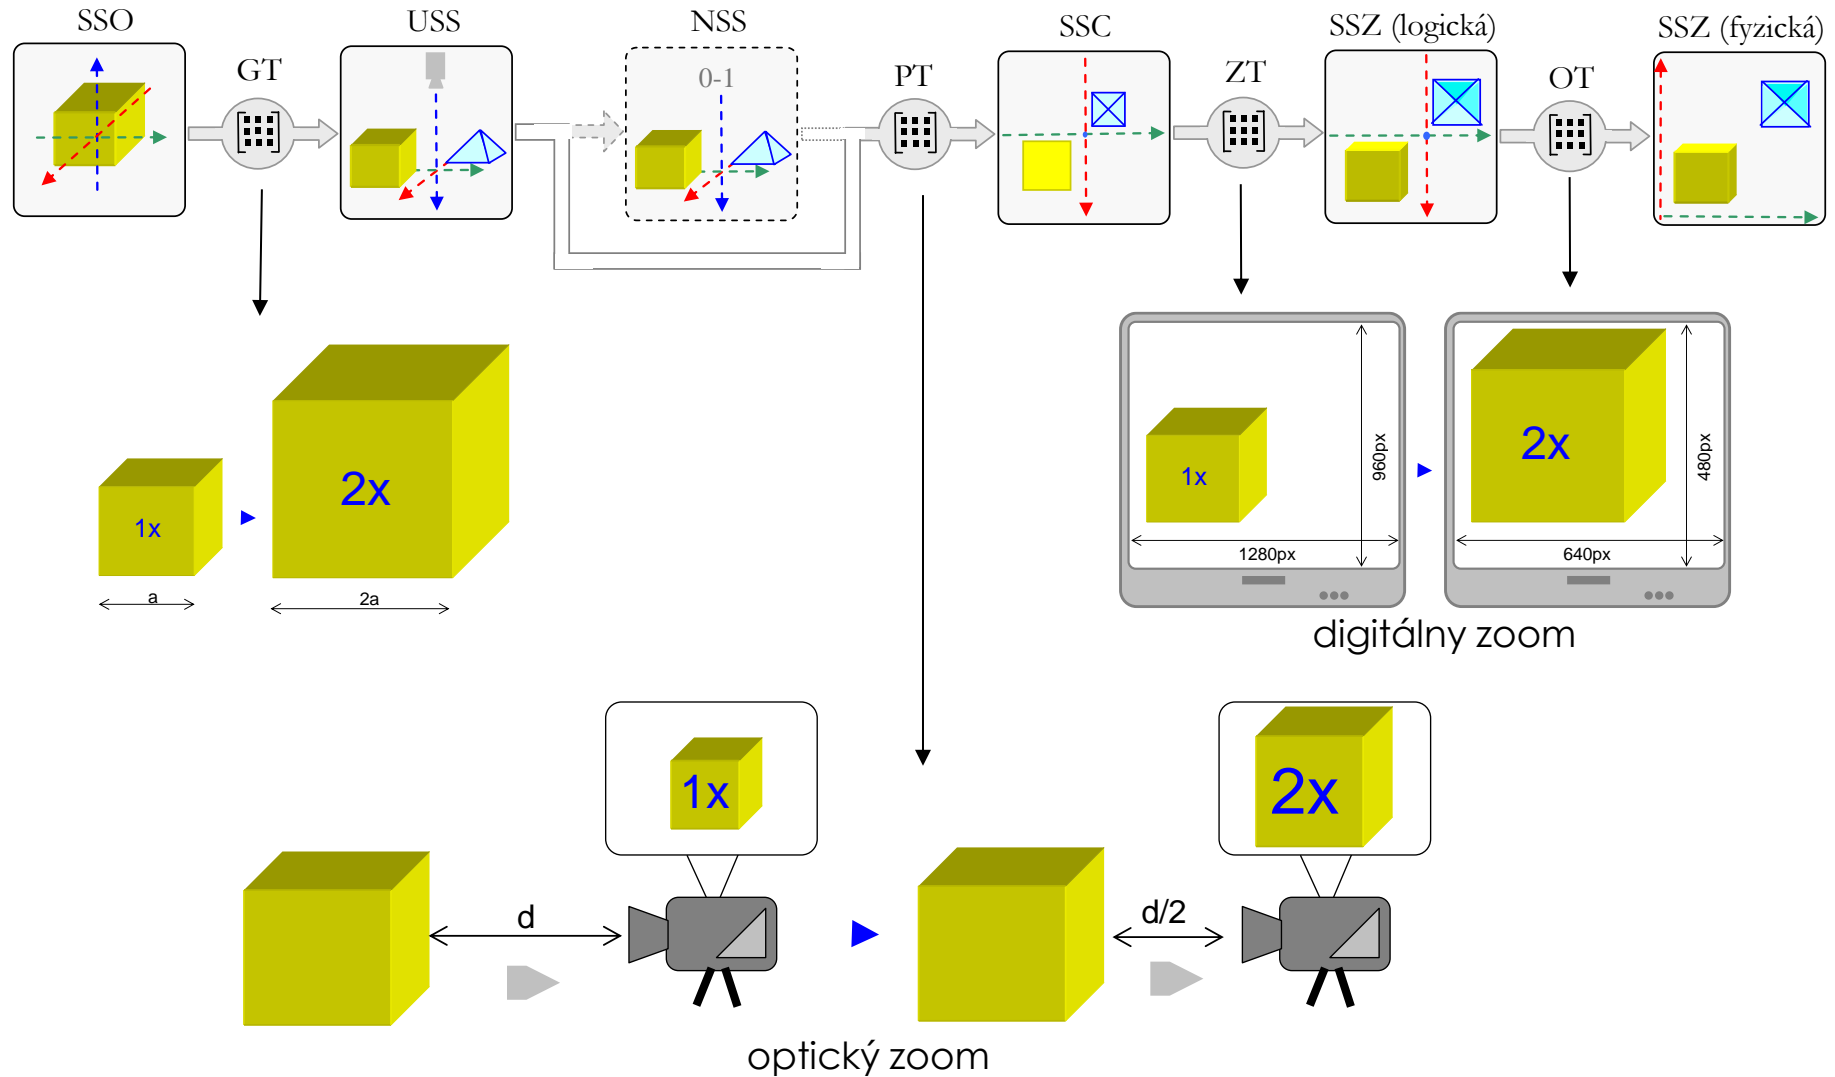 SSO
USS
NSS
SSC
SSZ (logická)
SSZ (fyzická)
GT
0-1
PT
ZT
OT
1x
2x
a
2a
1x
960px
1280px
2x
480px
640px
digitálny zoom
1x
2x
d
d/2
optický zoom